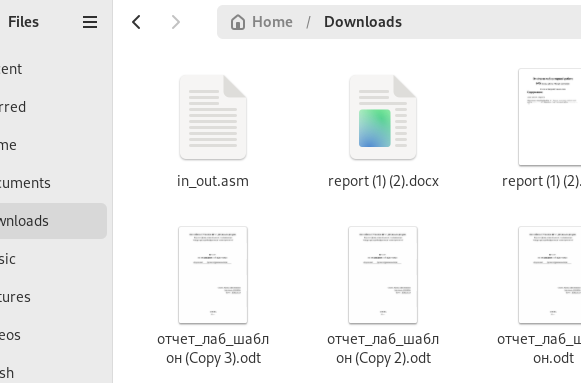 Files
Home / Downloads
ent
rred
me
cuments
wnloads
sic
tures
eos
sh
in_out.asm
report (1) (2).docx
report (1) (2).
отчет_лаб_шабл
он (Copy 3).odt
отчет_лаб_шабл
он (Copy 2).odt
отчет_лаб_ш
он.odt